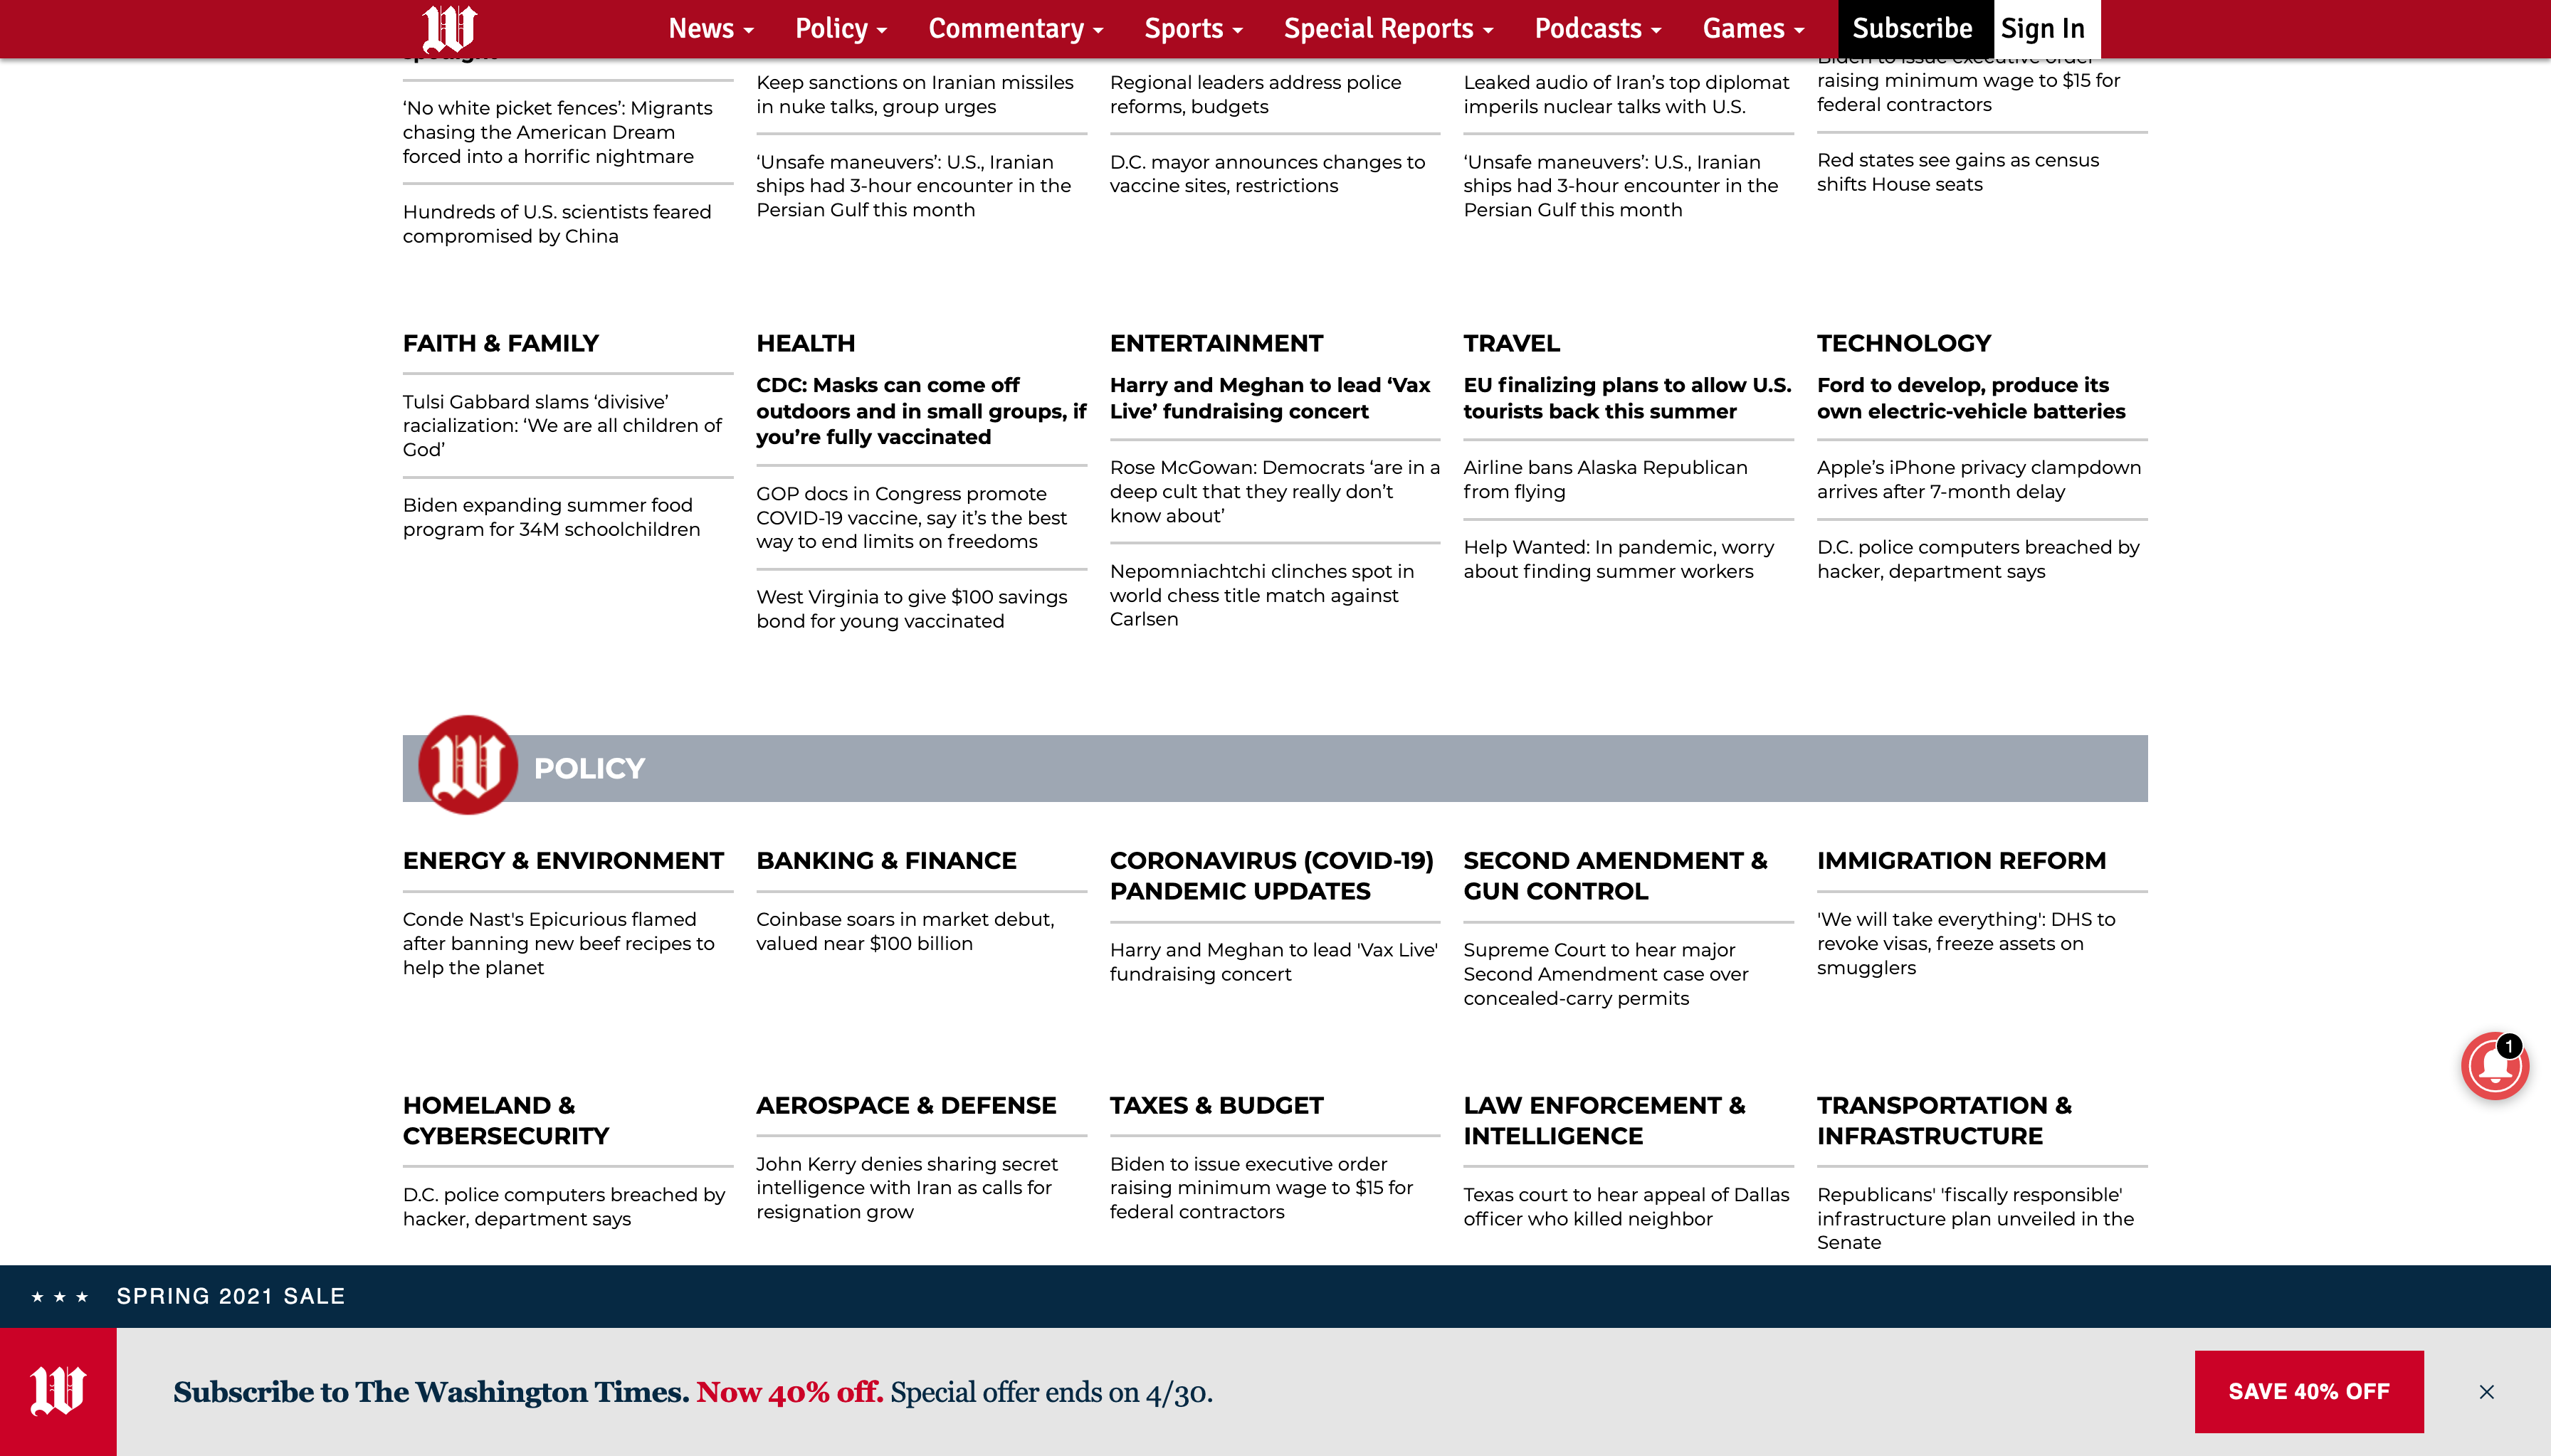 News
Policy
Commentary
Sports
Special Reports
Podcasts
Games
Subscribe
Sign In
‘No white picket fences’: Migrants
chasing the American Dream
forced into a horrific nightmare
Hundreds of U.S. scientists feared
compromised by China
Keep sanctions on Iranian missiles
in nuke talks, group urges
‘Unsafe maneuvers’: U.S., Iranian
ships had 3-hour encounter in the
Persian Gulf this month
Regional leaders address police
reforms, budgets
D.C. mayor announces changes to
vaccine sites, restrictions
Leaked audio of Iran’s top diplomat
imperils nuclear talks with U.S.
‘Unsafe maneuvers’: U.S., Iranian
ships had 3-hour encounter in the
Persian Gulf this month
Biden to issue executive order
raising minimum wage to $15 for
federal contractors
Red states see gains as census
shifts House seats
FAITH & FAMILY
Tulsi Gabbard slams ‘divisive’
racialization: ‘We are all children of
God’
Biden expanding summer food
program for 34M schoolchildren
HEALTH
CDC: Masks can come off
outdoors and in small groups, if
you’re fully vaccinated
GOP docs in Congress promote
COVID-19 vaccine, say it’s the best
way to end limits on freedoms
West Virginia to give $100 savings
bond for young vaccinated
ENTERTAINMENT
Harry and Meghan to lead ‘Vax
Live’ fundraising concert
Rose McGowan: Democrats ‘are in a
deep cult that they really don’t
know about’
Nepomniachtchi clinches spot in
world chess title match against
Carlsen
TRAVEL
EU finalizing plans to allow U.S.
tourists back this summer
Airline bans Alaska Republican
from flying
Help Wanted: In pandemic, worry
about finding summer workers
TECHNOLOGY
Ford to develop, produce its
own electric-vehicle batteries
Apple’s iPhone privacy clampdown
arrives after 7-month delay
D.C. police computers breached by
hacker, department says
W
POLICY
ENERGY & ENVIRONMENT
Conde Nast's Epicurious flamed
after banning new beef recipes to
help the planet
BANKING & FINANCE
Coinbase soars in market debut,
valued near $100 billion
CORONAVIRUS (COVID-19)
PANDEMIC UPDATES
Harry and Meghan to lead 'Vax Live'
fundraising concert
SECOND AMENDMENT &
GUN CONTROL
Supreme Court to hear major
Second Amendment case over
concealed-carry permits
IMMIGRATION REFORM
'We will take everything': DHS to
revoke visas, freeze assets on
smugglers
1
HOMELAND &
CYBERSECURITY
D.C. police computers breached by
hacker, department says
AEROSPACE & DEFENSE
John Kerry denies sharing secret
intelligence with Iran as calls for
resignation grow
TAXES & BUDGET
Biden to issue executive order
raising minimum wage to $15 for
federal contractors
LAW ENFORCEMENT &
INTELLIGENCE
Texas court to hear appeal of Dallas
officer who killed neighbor
TRANSPORTATION &
INFRASTRUCTURE
Republicans' 'fiscally responsible'
infrastructure plan unveiled in the
Senate
SPRING 2021 SALE
W
Subscribe to The Washington Times. Now 40% off. Special offer ends on 4/30.
SAVE 40% OFF